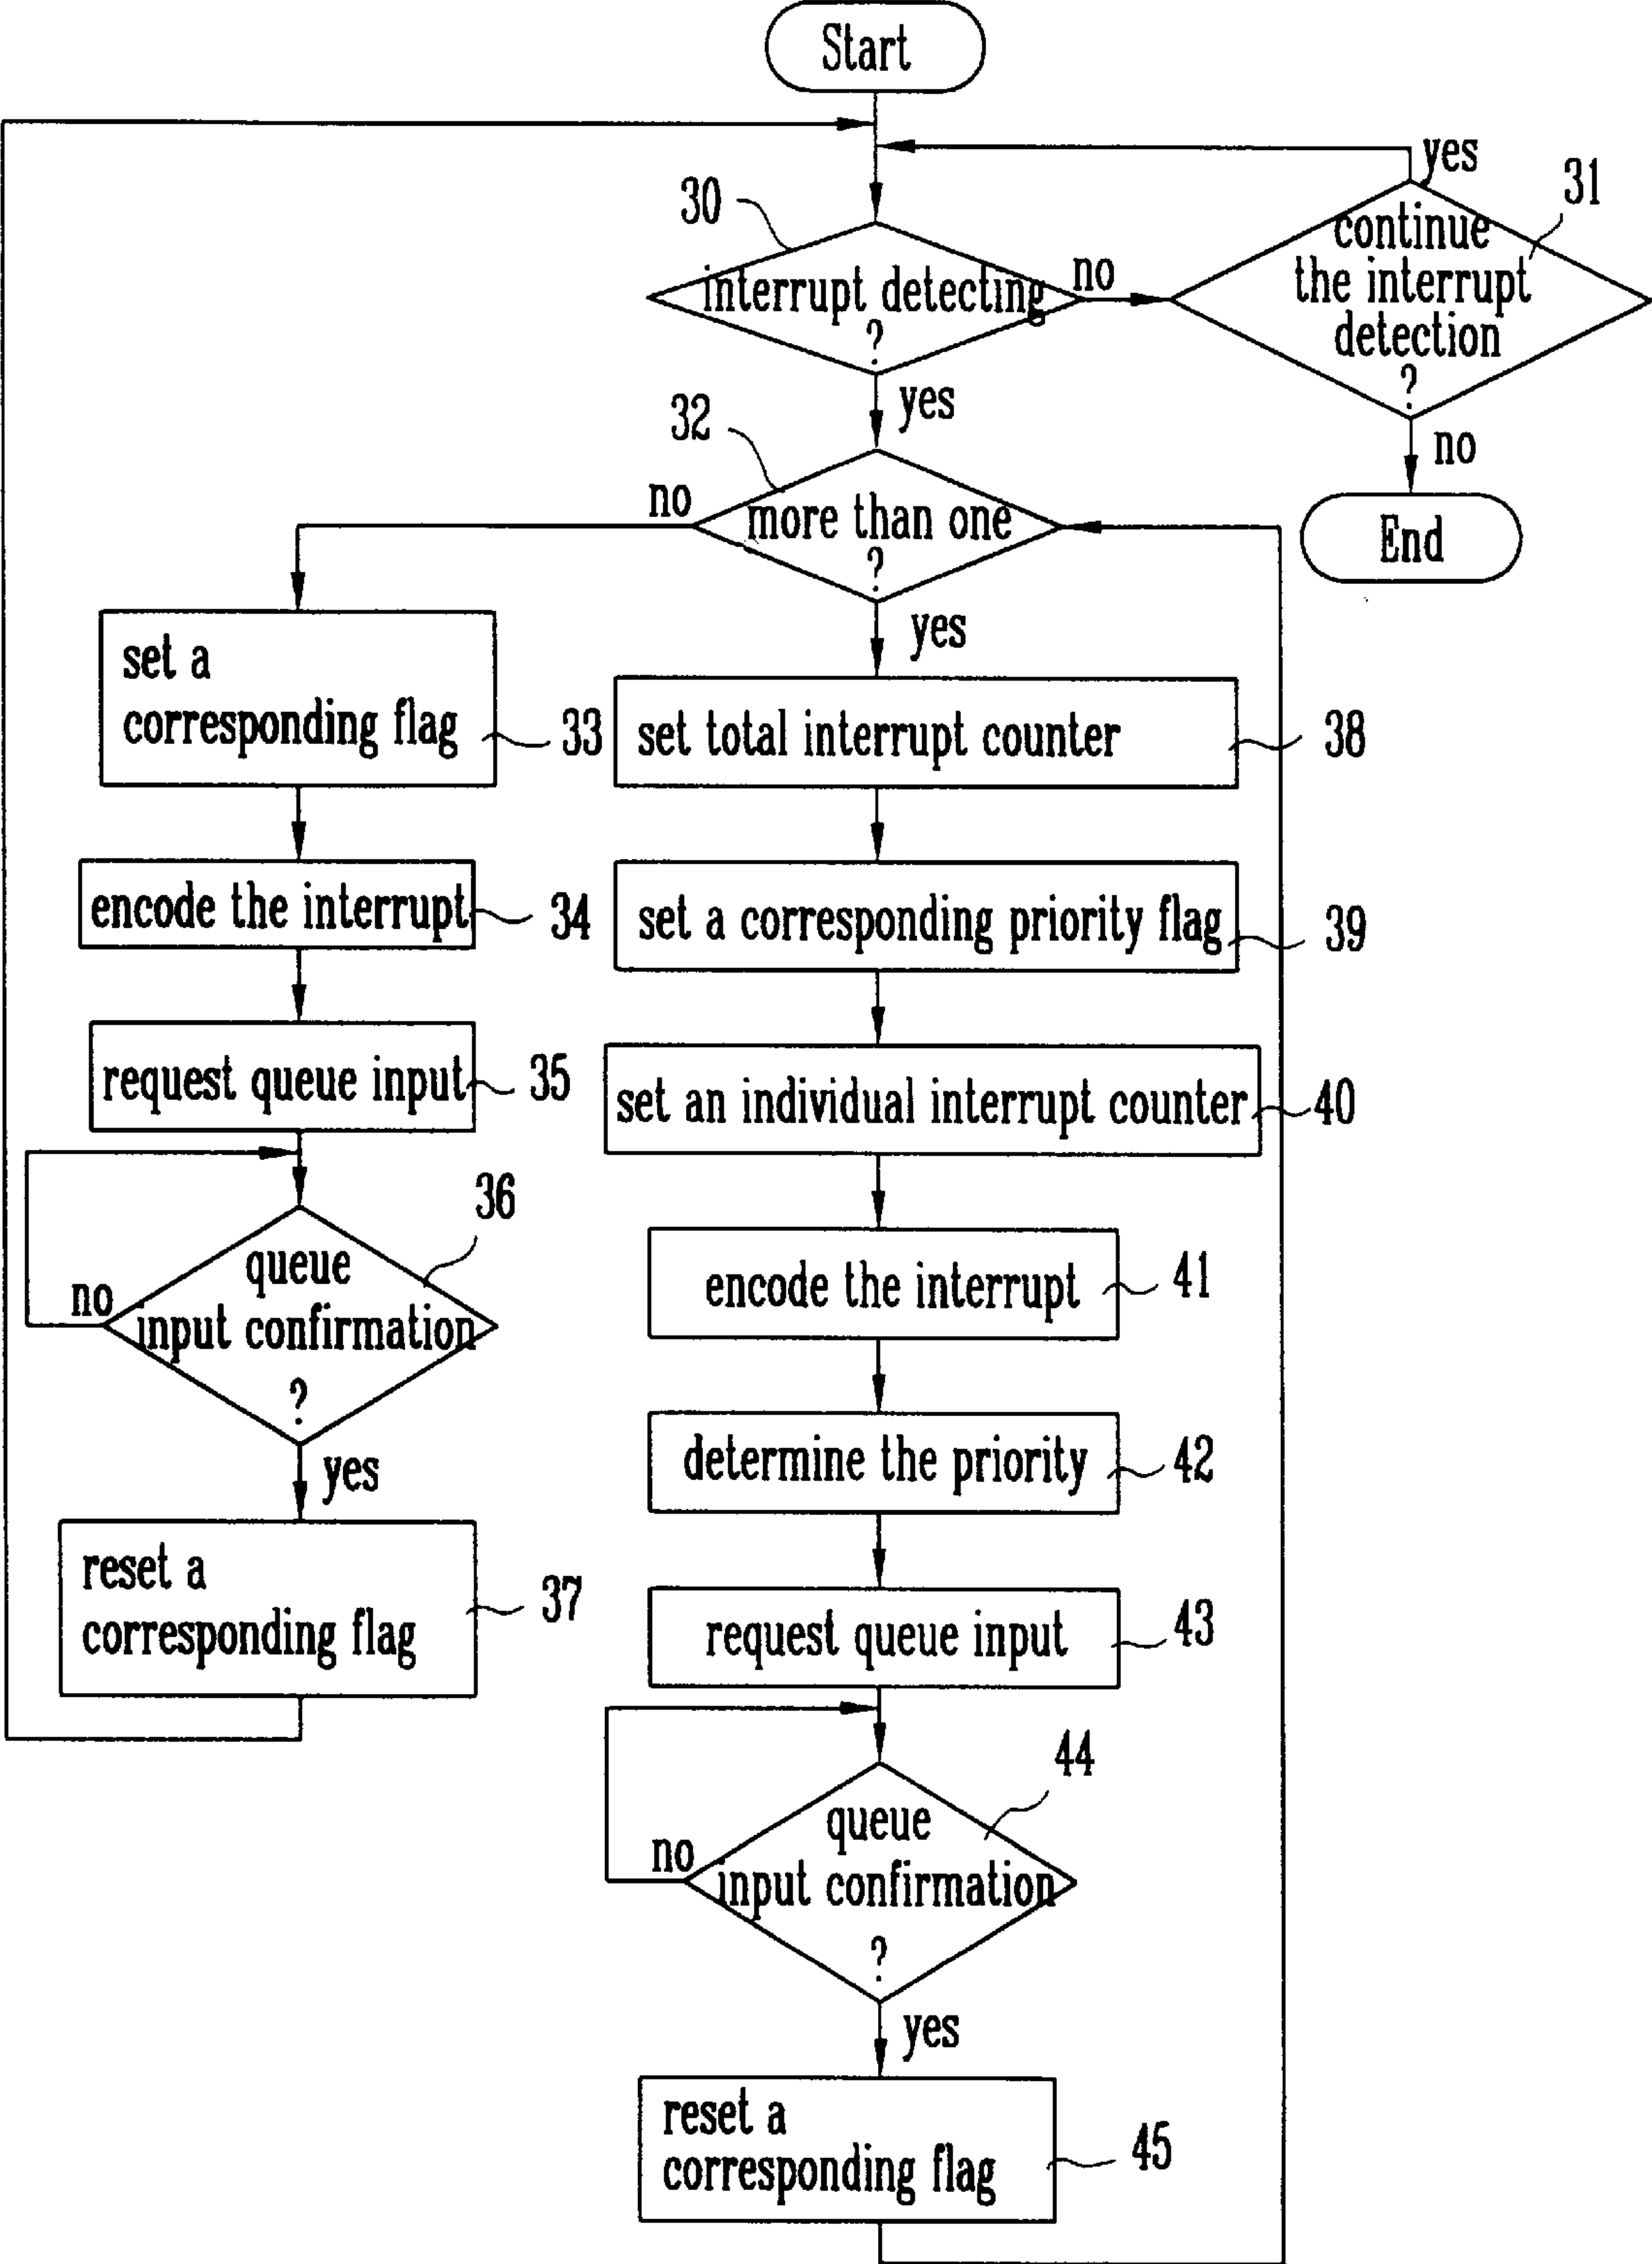 Start
yes
31
30
continue
the interrupt
detection
?
interrupt detecting
?
no
yes
no
End
32
no
more than one
?
yes
set a
corresponding flag
33
set total interrupt counter
38
encode the interrupt
34
set a corresponding priority flag
39
request queue input
35
set an individual interrupt counter
40
36
queue
input confirmation
?
no
yes
encode the interrupt
41
determine the priority
42
reset a
corresponding flag
37
request queue input
43
44
queue
input confirmation
?
no
yes
reset a
corresponding flag
45